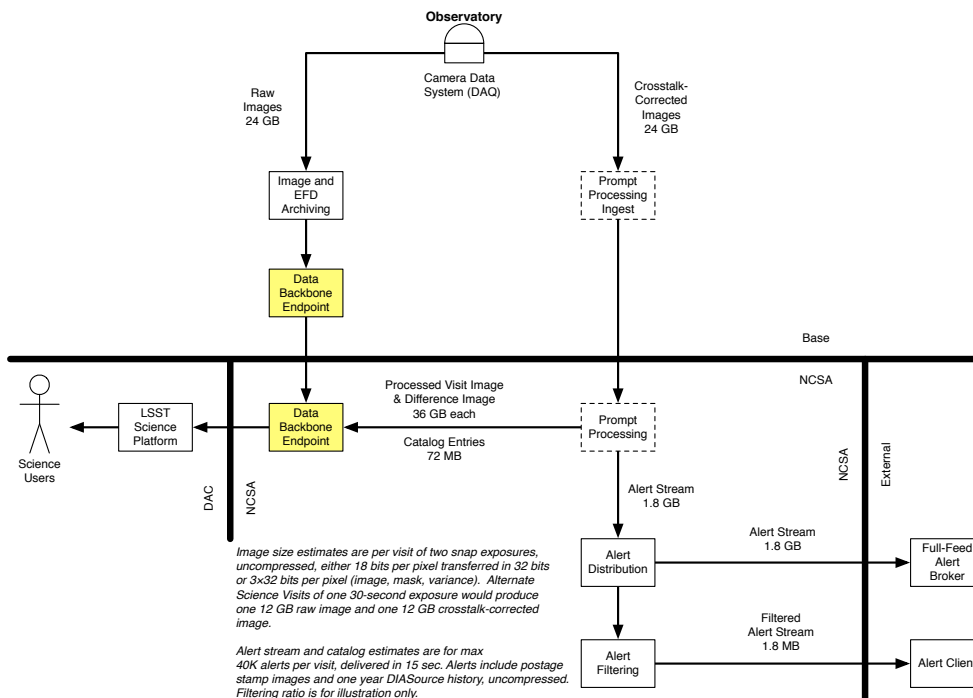 Observatory
Camera Data
System (DAQ)
Raw
Images
24 GB
Crosstalk-
Corrected
Images
24 GB
Image and
EFD
Archiving
Prompt
Processing
Ingest
Data
Backbone
Endpoint
Base
NCSA
Science
Users
LSST
Science
Platform
DAC
NCSA
Data
Backbone
Endpoint
Processed Visit Image
& Difference Image
36 GB each
Catalog Entries
72 MB
Prompt
Processing
NCSA
External
Alert Stream
1.8 GB
Alert
Distribution
Alert Stream
1.8 GB
Full-Feed
Alert
Broker
Image size estimates are per visit of two snap exposures,
uncompressed, either 18 bits per pixel transferred in 32 bits
or 3×32 bits per pixel (image, mask, variance).  Alternate
Science Visits of one 30-second exposure would produce
one 12 GB raw image and one 12 GB crosstalk-corrected
image.
Alert
Filtering
Filtered
Alert Stream
1.8 MB
Alert Client
Alert stream and catalog estimates are for max
40K alerts per visit, delivered in 15 sec. Alerts include postage
stamp images and one year DIASource history, uncompressed.
Filtering ratio is for illustration only.